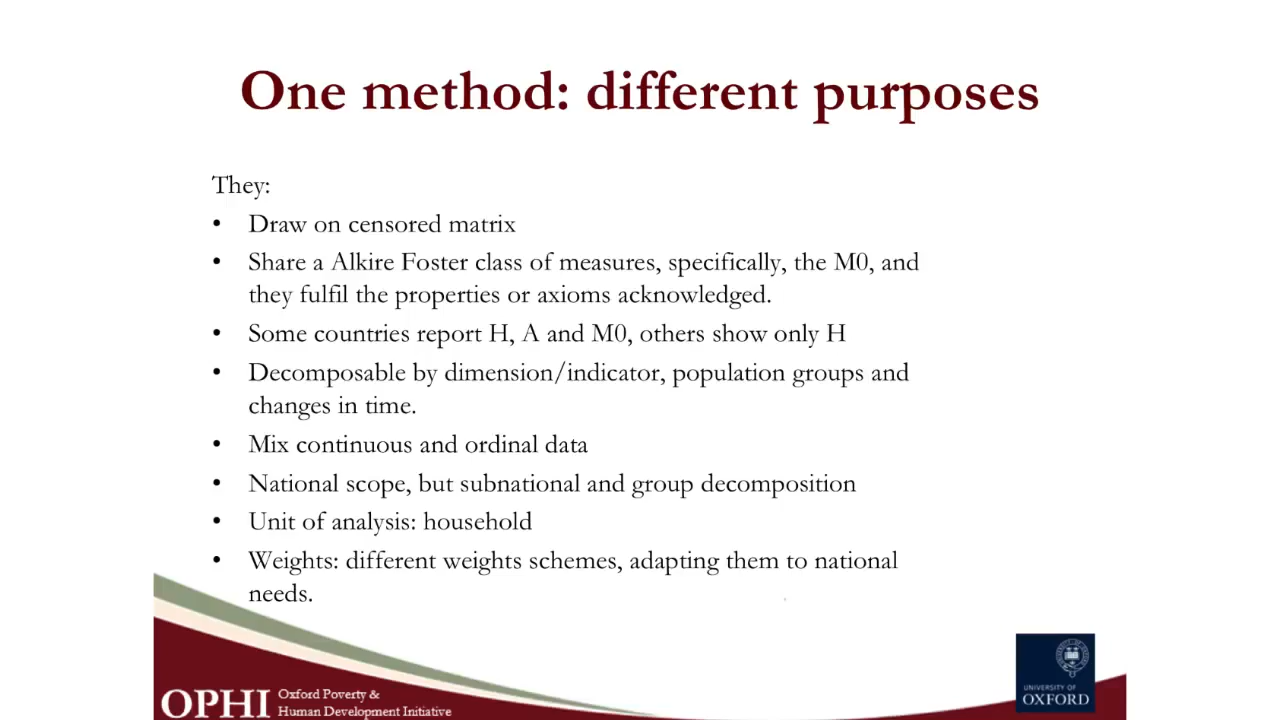 One method: different purposes
They:
• Draw on censored matrix
• Share a Alkire Foster class of measures, specifically, the M0, and
they fulfil the properties or axioms acknowledged.
• Some countries report H, A and M0, others show only H
• Decomposable by dimension/indicator, population groups and
changes in time.
• Mix continuous and ordinal data
• National scope, but subnational and group decomposition
• Unit of analysis: household
• Weights: different weights schemes, adapting them to national
needs.
OPHI
Oxford Poverty &
Human Development Initiative
UNIVERSITY OF
OXFORD